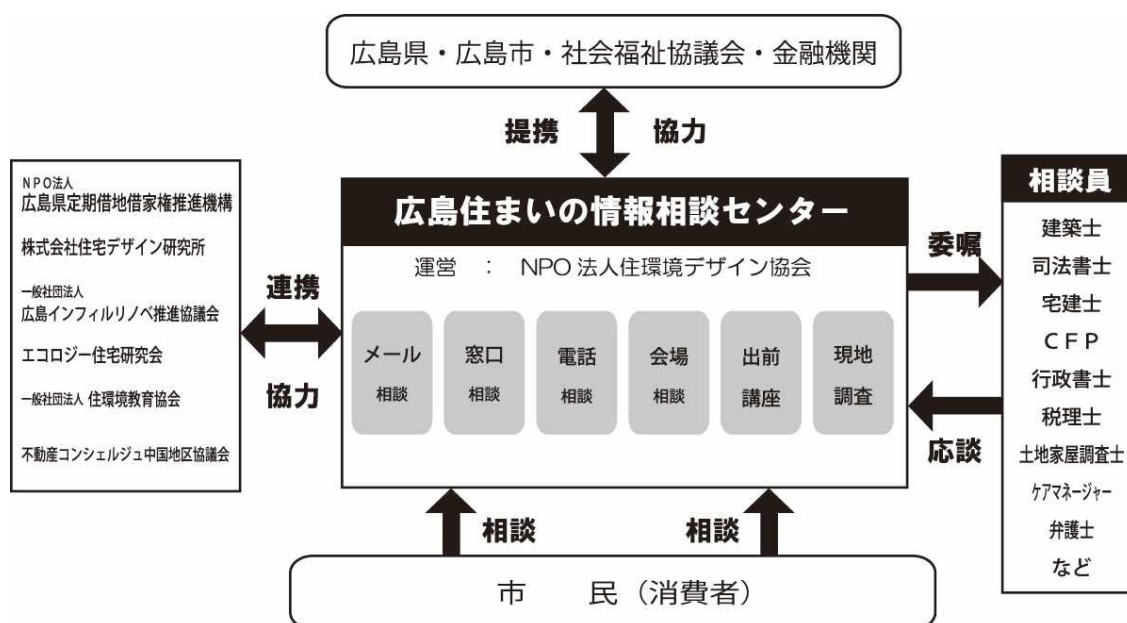 広島県・広島市・社会福祉協議会・金融機関
提携 協力
NPO法人
広島県定期借地借家権推進機構
株式会社住宅デザイン研究所
一般社団法人
広島インフィルリノベ推進協議会
エコロジー住宅研究会
一般社団法人 住環境教育協会
不動産コンシェルジュ中国地区協議会
連携
協力
広島住まいの情報相談センター
運営 : NPO法人住環境デザイン協会
メール
相談
窓口
相談
電話
相談
会場
相談
出前
講座
現地
調査
委嘱
応談
相談員
建築士
司法書士
宅建士
CFP
行政書士
税理士
土地家屋調査士
ケアマネージャー
弁護士
など
相談
相談
市 民(消費者)